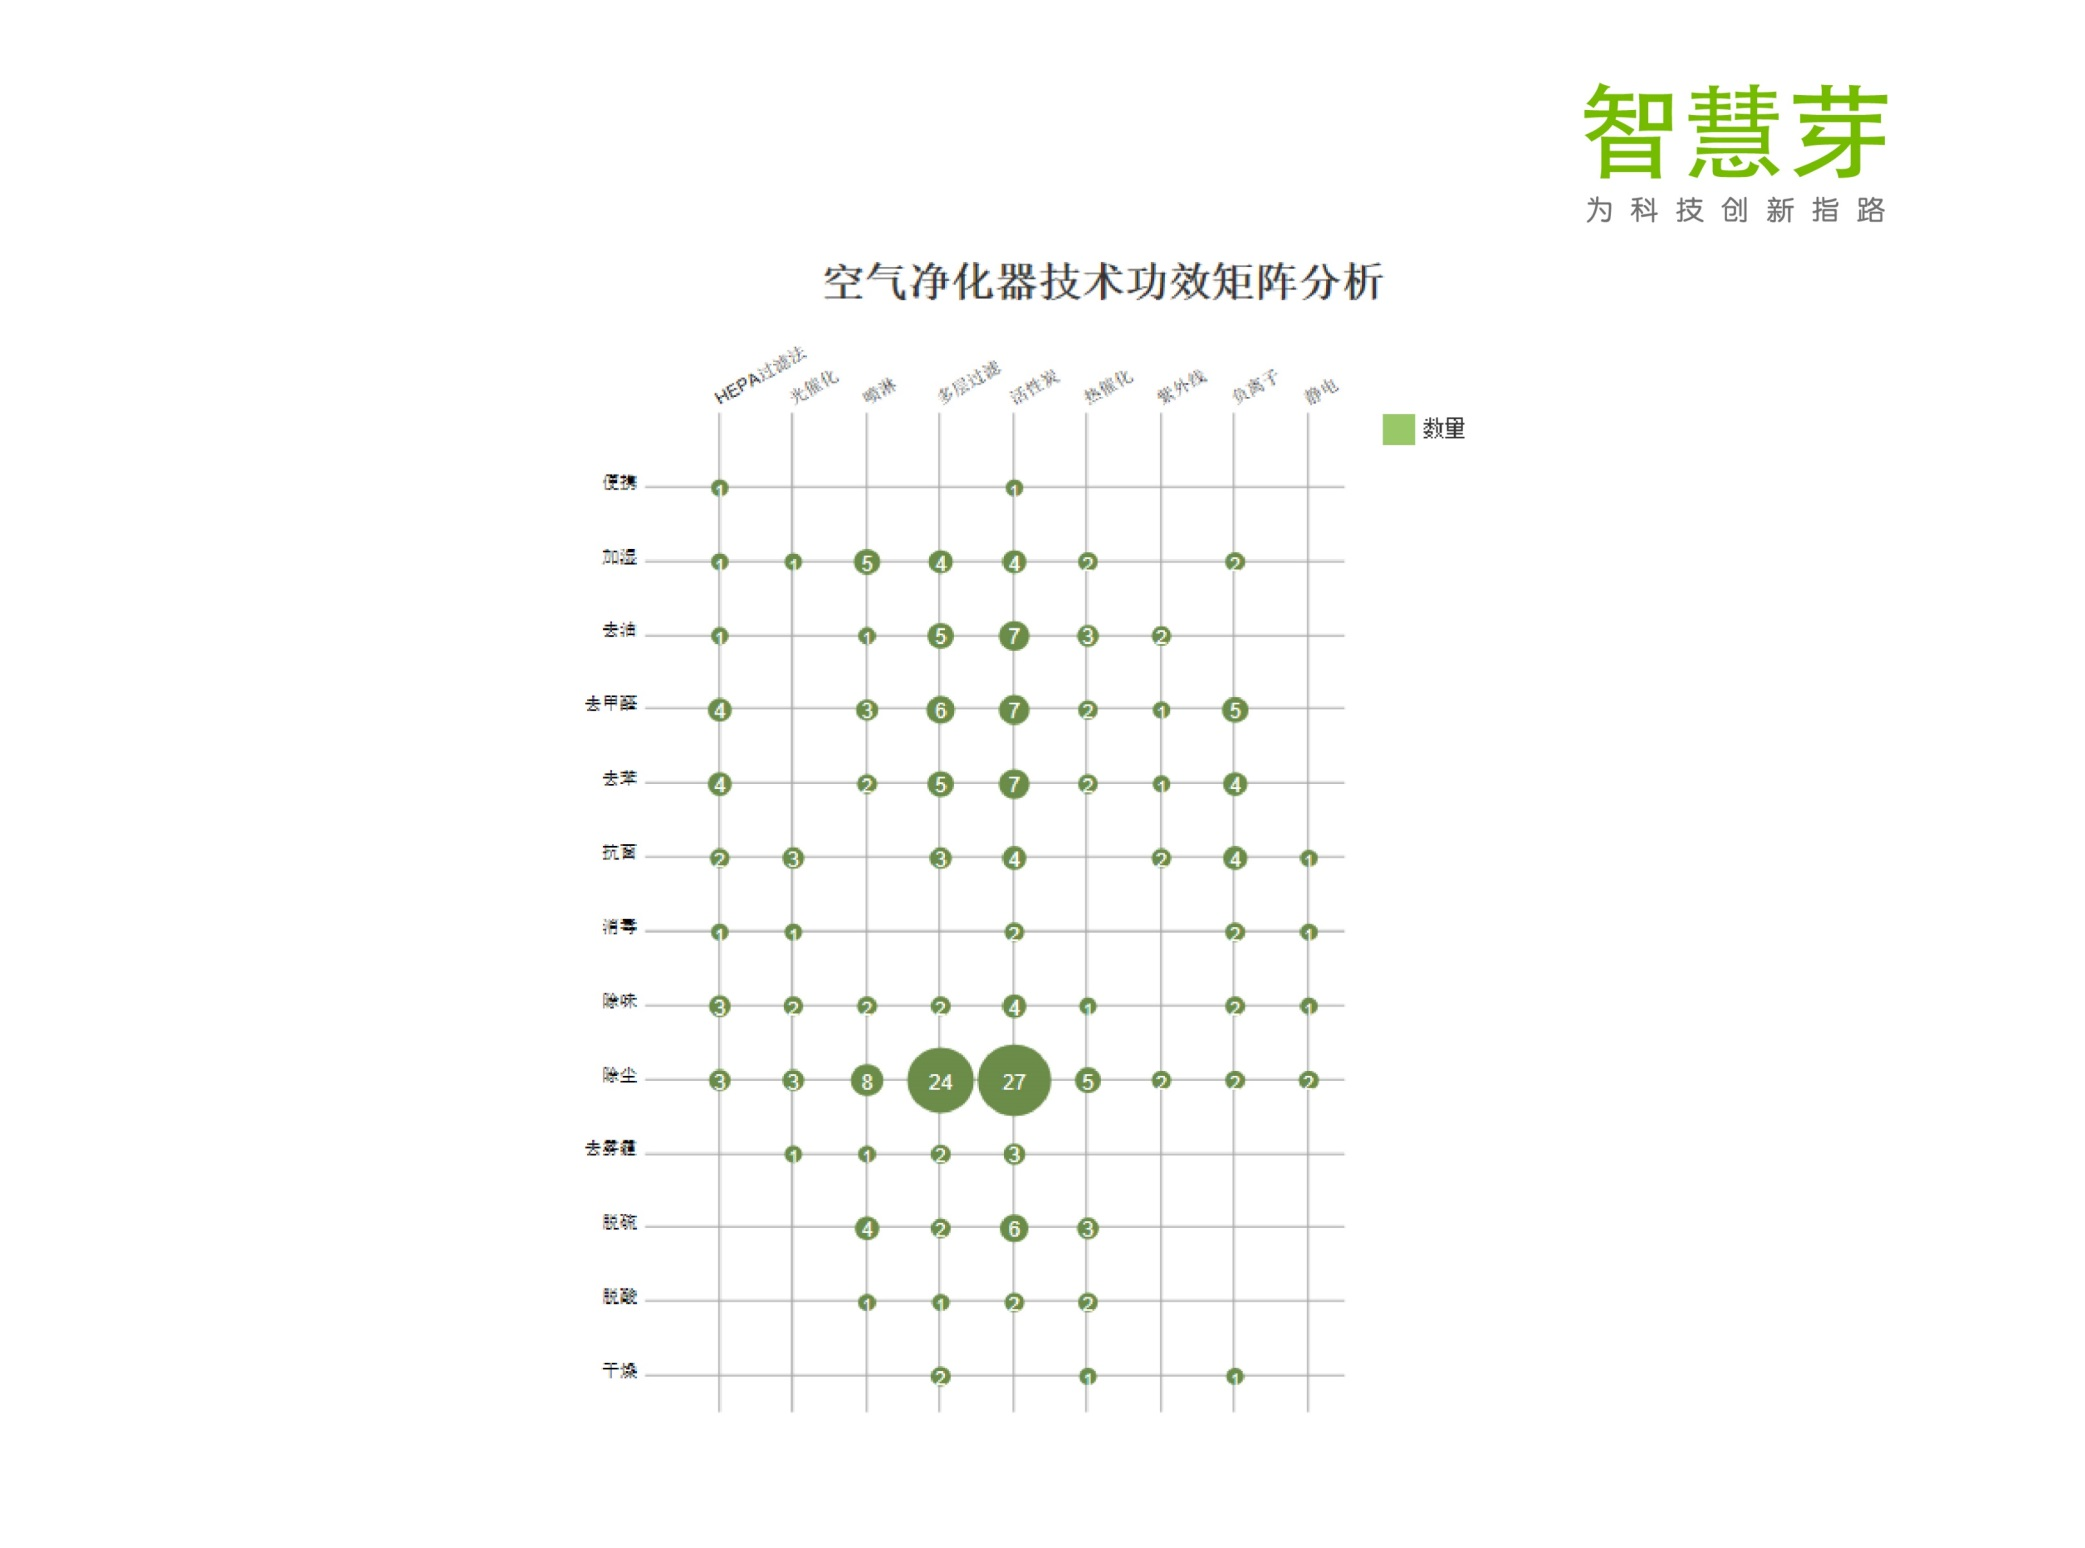 智慧芽
为科技创新指路
空气净化器技术功效矩阵分析
HEPA过滤法 光催化 喷淋 多层过滤 活性炭 热催化 紫外线 负离子 静电
数量
便携 1 1
加湿 1 1 5 4 4 2 2
去油 1 1 5 7 3 2
去甲醛 4 3 6 7 2 1 5
去苯 4 2 5 7 2 1 4
抗菌 2 3 3 4 2 4 1
消毒 1 1 2 2 1
除味 3 2 2 2 4 1 2 1
除尘 3 3 8 24 27 5 2 2 2
去雾霾 1 1 2 3
脱硫 4 2 6 3
脱酸 1 1 2 2
干燥 2 1 1